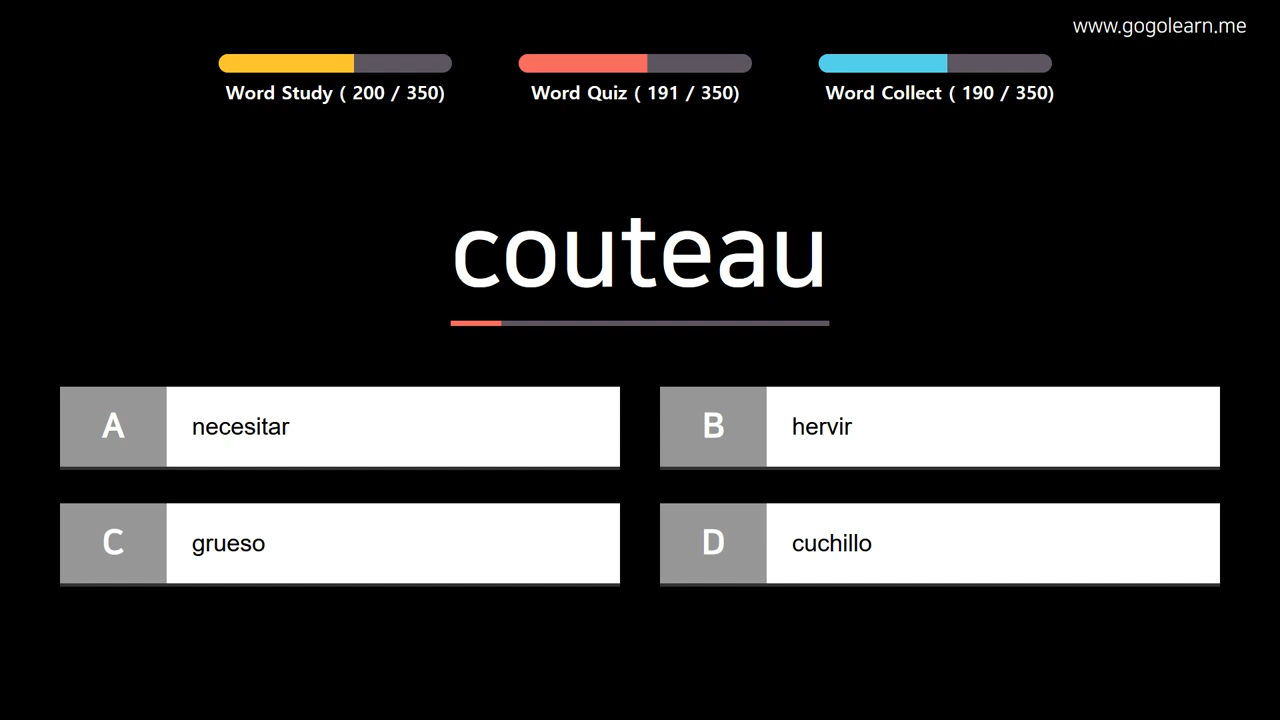 www.gogolearn.me
Word Study ( 200 / 350)
Word Quiz ( 191 / 350)
Word Collect ( 190 / 350)
couteau
A
necesitar
B
hervir
C
grueso
D
cuchillo